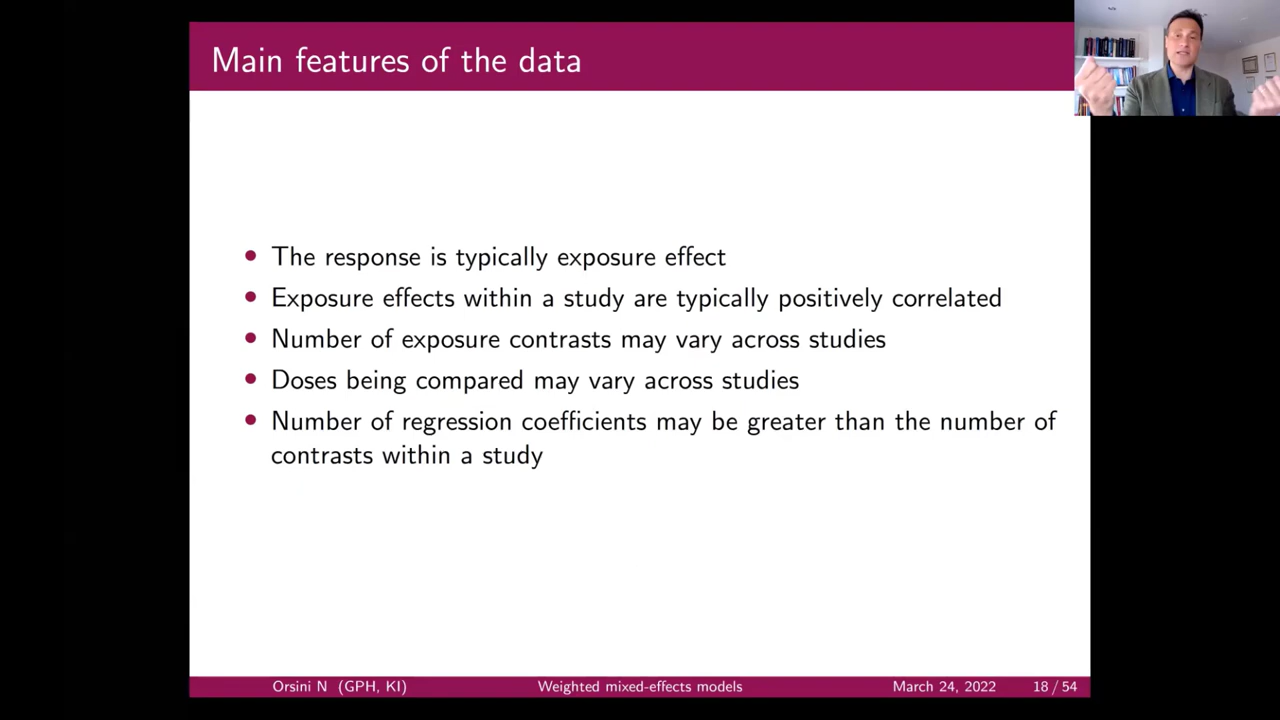 Main features of the data
• The response is typically exposure effect
• Exposure effects within a study are typically positively correlated
• Number of exposure contrasts may vary across studies
• Doses being compared may vary across studies
• Number of regression coefficients may be greater than the number of
contrasts within a study
Orsini N (GPH, KI) Weighted mixed-effects models March 24, 2022 18 / 54